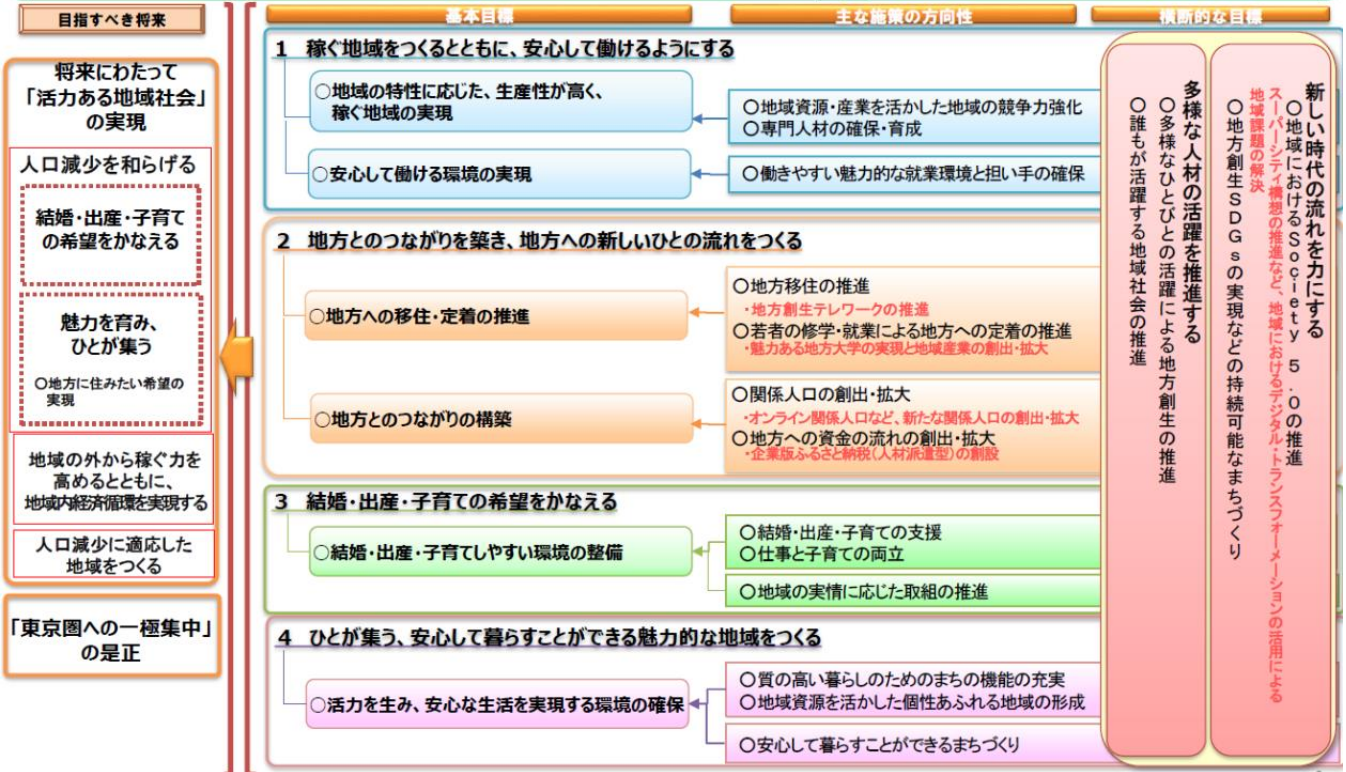 目指すべき将来
将来にわたって
「活力ある地域社会」
の実現
人口減少を和らげる
結婚・出産・子育て
の希望をかなえる
魅力を育み、
ひとが集う
○地方に住みたい希望の
実現
地域の外から稼ぐ力を
高めるとともに、
地域内経済循環を実現する
人口減少に適応した
地域をつくる
「東京圏への一極集中」
の是正
基本目標
主な施策の方向性
横断的な目標
1 稼ぐ地域をつくるとともに、安心して働けるようにする
○地域の特性に応じた、生産性が高く、
稼ぐ地域の実現
○地域資源・産業を活かした地域の競争力強化
○専門人材の確保・育成
○安心して働ける環境の実現
○働きやすい魅力的な就業環境と担い手の確保
2 地方とのつながりを築き、地方への新しいひとの流れをつくる
○地方への移住・定着の推進
○地方移住の推進
・地方創生テレワークの推進
○若者の修学・就業による地方への定着の推進
・魅力ある地方大学の実現と地域産業の創出・拡大
○地方とのつながりの構築
○関係人口の創出・拡大
・オンライン関係人口など、新たな関係人口の創出・拡大
○地方への資金の流れの創出・拡大
・企業版ふるさと納税(人材派遣型)の創設
3 結婚・出産・子育ての希望をかなえる
○結婚・出産・子育てしやすい環境の整備
○結婚・出産・子育ての支援
○仕事と子育ての両立
○地域の実情に応じた取組の推進
4 ひとが集う、安心して暮らすことができる魅力的な地域をつくる
○活力を生み、安心な生活を実現する環境の確保
○質の高い暮らしのためのまちの機能の充実
○地域資源を活かした個性あふれる地域の形成
○安心して暮らすことができるまちづくり
新しい時代の流れを力にする
○地域におけるSociety 5.0の推進
スーパーシティ構想の推進など、地域におけるデジタル・トランスフォーメーションの活用による
地域課題の解決
○地方創生SDGsの実現などの持続可能なまちづくり
多様な人材の活躍を推進する
○多様なひとびとの活躍による地方創生の推進
○誰もが活躍する地域社会の推進